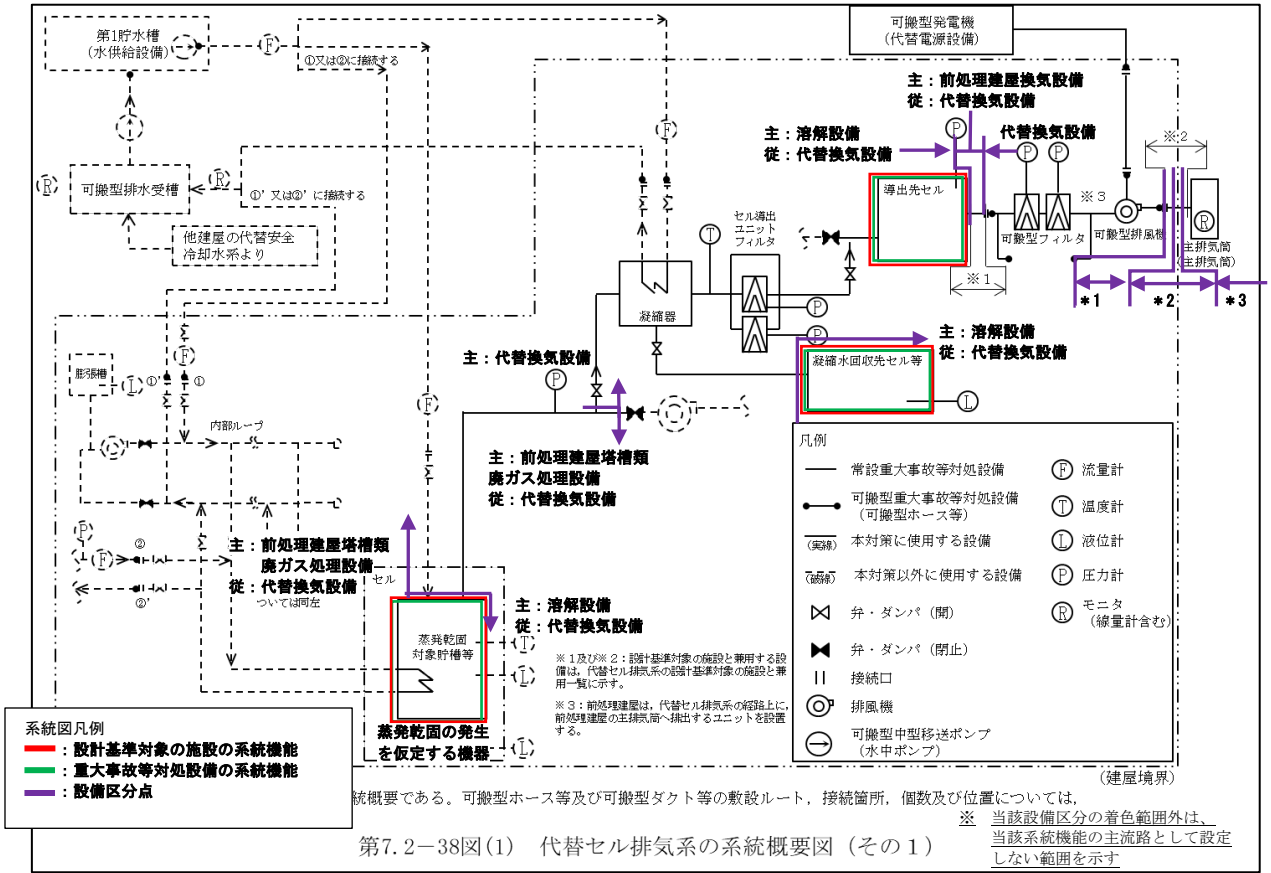 第1貯水槽
(水供給設備)
F
①又は②に接続する
可搬型発電機
(代替電源設備)
主：前処理建屋換気設備
従：代替換気設備
主：溶解設備
従：代替換気設備
代替換気設備
P
P
P
※2
F
R
可搬型排水受槽
R
①’又は②’に接続する
他建屋の代替安全
冷却水系より
導出先セル
※3
可搬型フィルタ
可搬型排風機
R
主排気筒
(主排気筒)
※1
＊1
＊2
＊3
セル導出
ユニット
フィルタ
T
凝縮器
P
P
主：代替換気設備
P
主：溶解設備
従：代替換気設備
凝縮水回収先セル等
L
膨張槽
L
①’
F
①
F
内部ループ
主：前処理建屋塔槽類
廃ガス処理設備
従：代替換気設備
P
F
②
②’
主：前処理建屋塔槽類
廃ガス処理設備
従：代替換気設備
ついては同左
セル
主：溶解設備
従：代替換気設備
蒸発乾固
対象貯槽等
T
L
L
蒸発乾固の発生
を仮定する機器
※1及び※2：設計基準対象の施設と兼用する設
備は，代替セル排気系の設計基準対象の施設と兼
用一覧に示す。
※3：前処理建屋は，代替セル排気系の経路上に，
前処理建屋の主排気筒へ排出するユニットを設置
する。
凡例
常設重大事故等対処設備
可搬型重大事故等対処設備
(可搬型ホース等)
(実線) 本対策に使用する設備
(破線) 本対策以外に使用する設備
弁・ダンパ（開）
弁・ダンパ（閉止）
接続口
排風機
可搬型中型移送ポンプ
(水中ポンプ)
F 流量計
T 温度計
L 液位計
P 圧力計
R モニタ
(線量計含む)
系統図凡例
：設計基準対象の施設の系統機能
：重大事故等対処設備の系統機能
：設備区分点
(建屋境界)
統概要である。可搬型ホース等及び可搬型ダクト等の敷設ルート，接続箇所，個数及び位置については，
※ 当該設備区分の着色範囲外は、
当該系統機能の主流路として設定
しない範囲を示す
第7.2－38図(1) 代替セル排気系の系統概要図（その１）